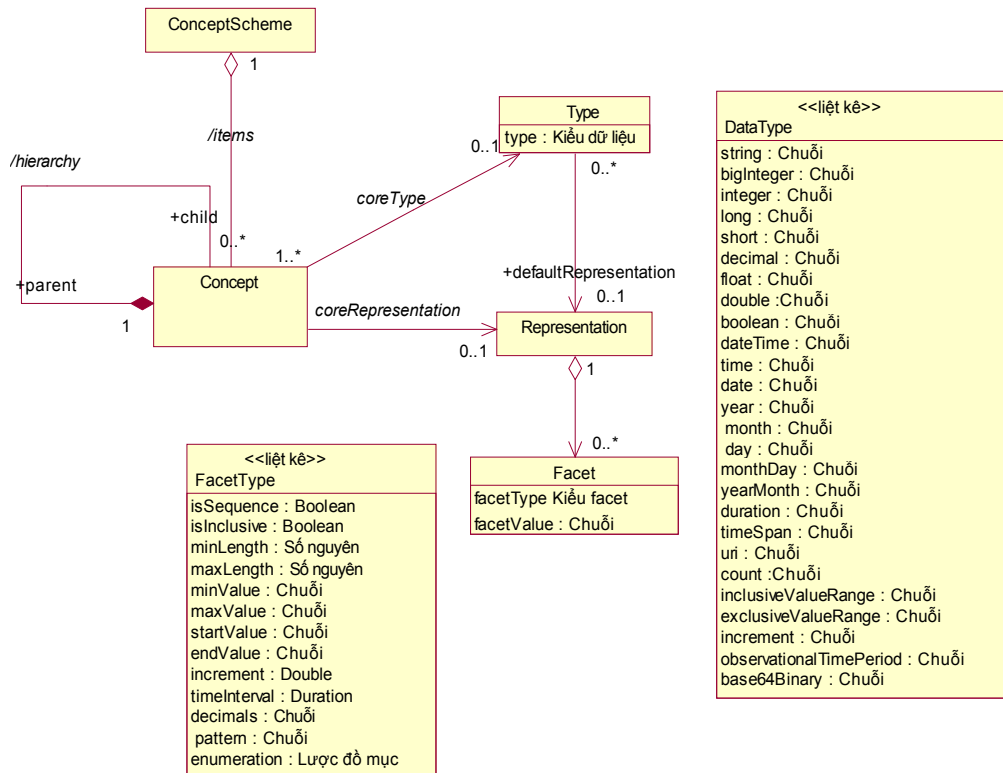 ConceptScheme
1
/items
/hierarchy
+child
0..*
+parent
1
Concept
1..*
coreType
0..1
Type
type : Kiểu dữ liệu
0..*
+defaultRepresentation
0..1
coreRepresentation
0..1
Representation
1
0..*
Facet
facetType Kiểu facet
facetValue : Chuỗi
<<liệt kê>>
FacetType
isSequence : Boolean
isInclusive : Boolean
minLength : Số nguyên
maxLength : Số nguyên
minValue : Chuỗi
maxValue : Chuỗi
startValue : Chuỗi
endValue : Chuỗi
increment : Double
timeInterval : Duration
decimals : Chuỗi
pattern : Chuỗi
enumeration : Lược đồ mục
<<liệt kê>>
DataType
string : Chuỗi
bigInteger : Chuỗi
integer : Chuỗi
long : Chuỗi
short : Chuỗi
decimal : Chuỗi
float : Chuỗi
double :Chuỗi
boolean : Chuỗi
dateTime : Chuỗi
time : Chuỗi
date : Chuỗi
year : Chuỗi
month : Chuỗi
day : Chuỗi
monthDay : Chuỗi
yearMonth : Chuỗi
duration : Chuỗi
timeSpan : Chuỗi
uri : Chuỗi
count :Chuỗi
inclusiveValueRange : Chuỗi
exclusiveValueRange : Chuỗi
increment : Chuỗi
observationalTimePeriod : Chuỗi
base64Binary : Chuỗi